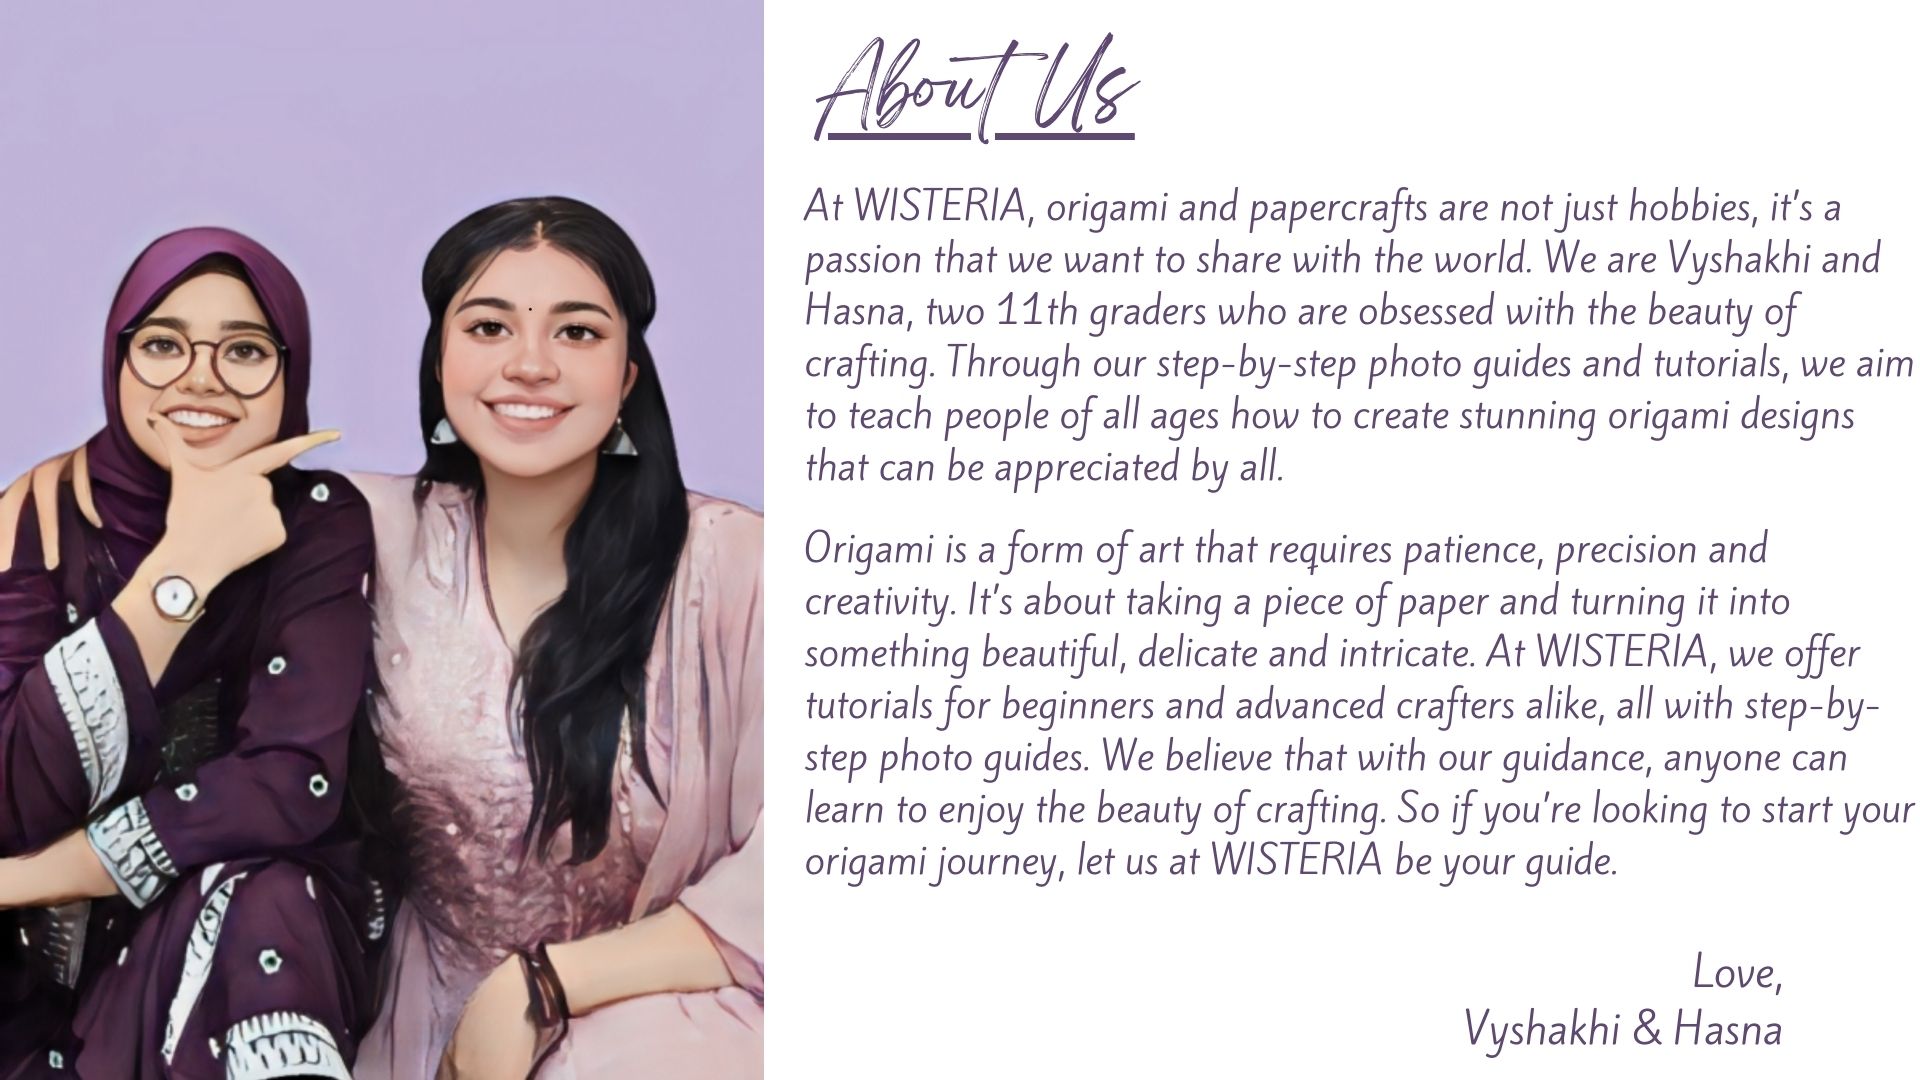 About Us
At WISTERIA, origami and papercrafts are not just hobbies, it's a
passion that we want to share with the world. We are Vyshakhi and
Hasna, two 11th graders who are obsessed with the beauty of
crafting. Through our step-by-step photo guides and tutorials, we aim
to teach people of all ages how to create stunning origami designs
that can be appreciated by all.
Origami is a form of art that requires patience, precision and
creativity. It's about taking a piece of paper and turning it into
something beautiful, delicate and intricate. At WISTERIA, we offer
tutorials for beginners and advanced crafters alike, all with step-by-
step photo guides. We believe that with our guidance, anyone can
learn to enjoy the beauty of crafting. So if you're looking to start your
origami journey, let us at WISTERIA be your guide.
Love,
Vyshakhi & Hasna